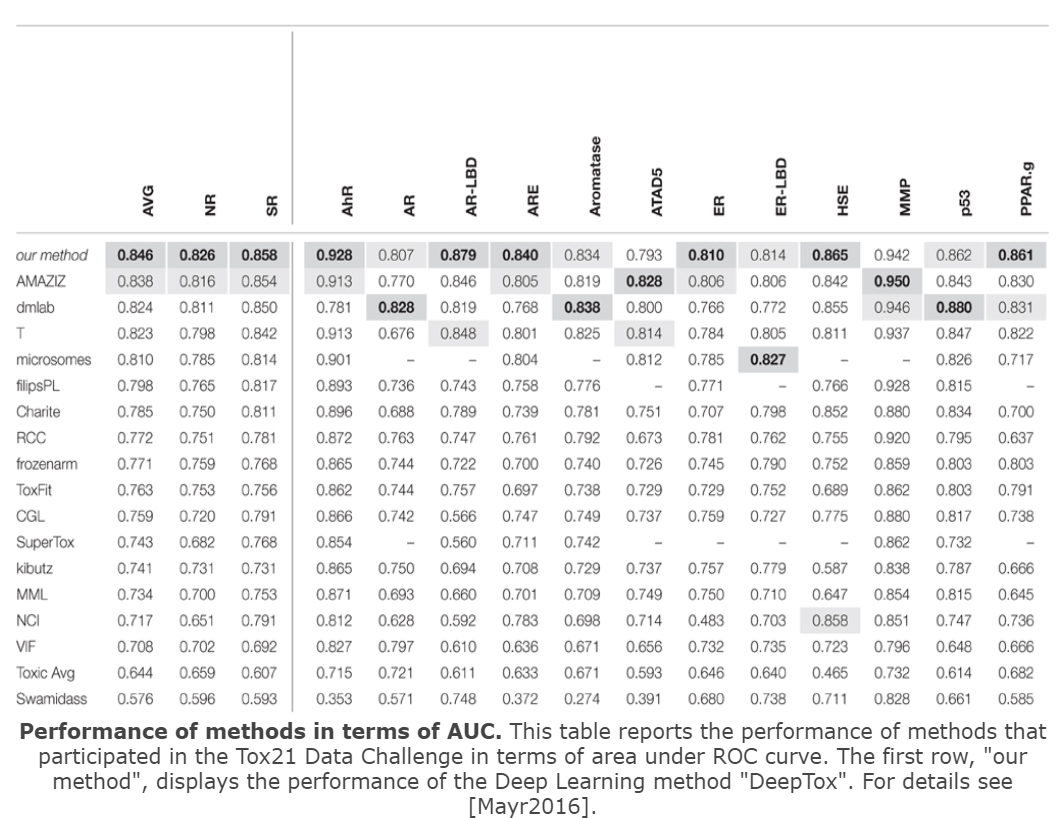 AVG NR SR AhR AR AR-LBD ARE Aromatase ATAD5 ER ER-LBD HSE MMP p53 PPAR.g
our method 0.846 0.826 0.858 0.928 0.807 0.879 0.840 0.834 0.793 0.810 0.814 0.865 0.942 0.862 0.861
AMAZIZ 0.838 0.816 0.854 0.913 0.770 0.846 0.805 0.819 0.828 0.806 0.806 0.842 0.950 0.843 0.830
dmlab 0.824 0.811 0.850 0.781 0.828 0.819 0.768 0.838 0.800 0.766 0.772 0.855 0.946 0.880 0.831
T 0.823 0.798 0.842 0.913 0.676 0.848 0.801 0.825 0.814 0.784 0.805 0.811 0.937 0.847 0.822
microsomes 0.810 0.785 0.814 0.901 – – 0.804 – 0.812 0.785 0.827 – – 0.826 0.717
filipsPL 0.798 0.765 0.817 0.893 0.736 0.743 0.758 0.776 – 0.771 – 0.766 0.928 0.815 –
Charite 0.785 0.750 0.811 0.896 0.688 0.789 0.739 0.781 0.751 0.707 0.798 0.852 0.880 0.834 0.700
RCC 0.772 0.751 0.781 0.872 0.763 0.747 0.761 0.792 0.673 0.781 0.762 0.755 0.920 0.795 0.637
frozenarm 0.771 0.759 0.768 0.865 0.744 0.722 0.700 0.740 0.726 0.745 0.790 0.752 0.859 0.803 0.803
ToxFit 0.763 0.753 0.756 0.862 0.744 0.757 0.697 0.738 0.729 0.729 0.752 0.689 0.862 0.803 0.791
CGL 0.759 0.720 0.791 0.866 0.742 0.566 0.747 0.749 0.737 0.759 0.727 0.775 0.880 0.817 0.738
SuperTox 0.743 0.682 0.768 0.854 – 0.560 0.711 0.742 – – – – 0.862 0.732 –
kibutz 0.741 0.731 0.731 0.865 0.750 0.694 0.708 0.729 0.737 0.757 0.779 0.587 0.838 0.787 0.666
MML 0.734 0.700 0.753 0.871 0.693 0.660 0.701 0.709 0.749 0.750 0.710 0.647 0.854 0.815 0.645
NCI 0.717 0.651 0.791 0.812 0.628 0.592 0.783 0.698 0.714 0.483 0.703 0.858 0.851 0.747 0.736
VIF 0.708 0.702 0.692 0.827 0.797 0.610 0.636 0.671 0.656 0.732 0.735 0.723 0.796 0.648 0.666
Toxic Avg 0.644 0.659 0.607 0.715 0.721 0.611 0.633 0.671 0.593 0.646 0.640 0.465 0.732 0.614 0.682
Swamidass 0.576 0.596 0.593 0.353 0.571 0.748 0.372 0.274 0.391 0.680 0.738 0.711 0.828 0.661 0.585
Performance of methods in terms of AUC. This table reports the performance of methods that
participated in the Tox21 Data Challenge in terms of area under ROC curve. The first row, "our
method", displays the performance of the Deep Learning method "DeepTox". For details see
[Mayr2016].